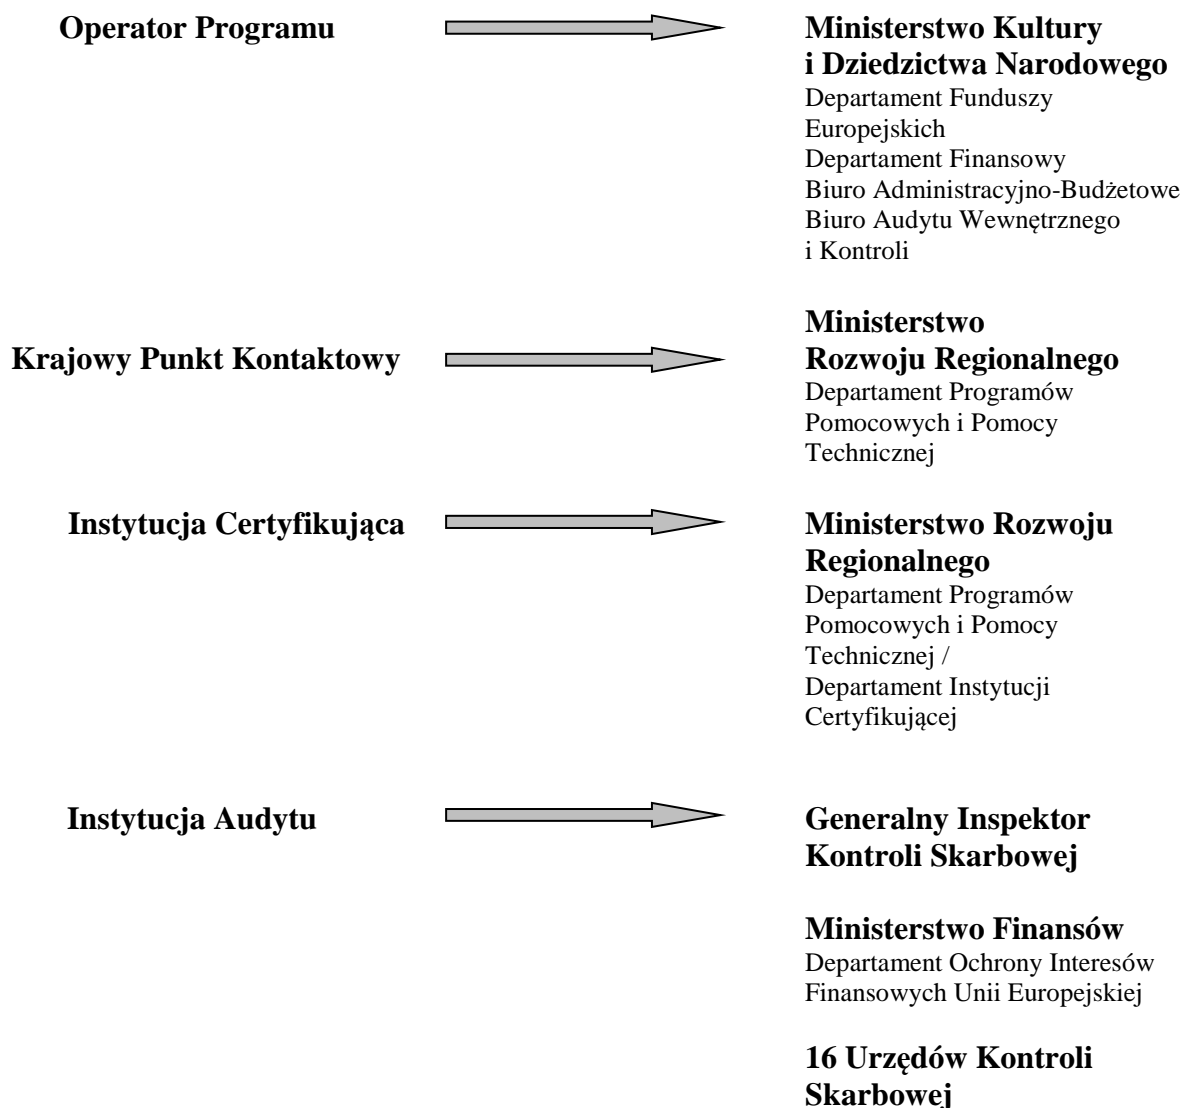 Operator Programu
Ministerstwo Kultury
i Dziedzictwa Narodowego
Departament Funduszy
Europejskich
Departament Finansowy
Biuro Administracyjno-Budżetowe
Biuro Audytu Wewnętrznego
i Kontroli
Krajowy Punkt Kontaktowy
Ministerstwo
Rozwoju Regionalnego
Departament Programów
Pomocowych i Pomocy
Technicznej
Instytucja Certyfikująca
Ministerstwo Rozwoju
Regionalnego
Departament Programów
Pomocowych i Pomocy
Technicznej /
Departament Instytucji
Certyfikującej
Instytucja Audytu
Generalny Inspektor
Kontroli Skarbowej
Ministerstwo Finansów
Departament Ochrony Interesów
Finansowych Unii Europejskiej
16 Urzędów Kontroli
Skarbowej